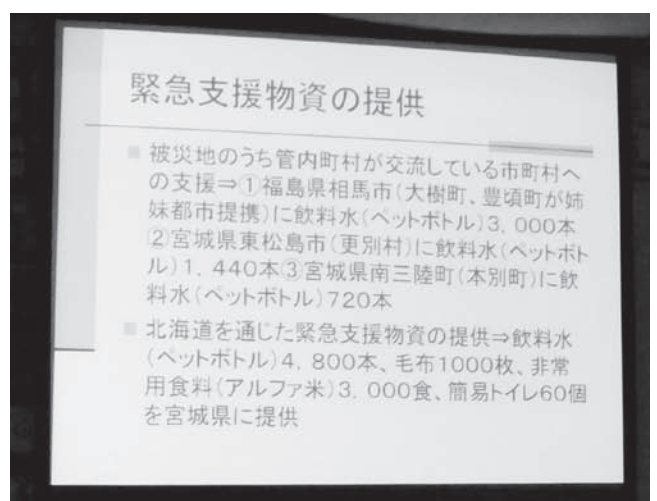 緊急支援物資の提供
被災地のうち管内町村が交流している市町村へ
の支援⇒①福島県相馬市(大樹町、豊頃町が姉
妹都市提携)に飲料水(ペットボトル)3,000本
②宮城県東松島市(更別村)に飲料水(ペットボト
ル)1,440本③宮城県南三陸町(本別町)に飲
料水(ペットボトル)720本
北海道を通じた緊急支援物資の提供⇒飲料水
(ペットボトル)4,800本、毛布1000枚、非常
用食料(アルファ米)3,000食、簡易トイレ60個
を宮城県に提供